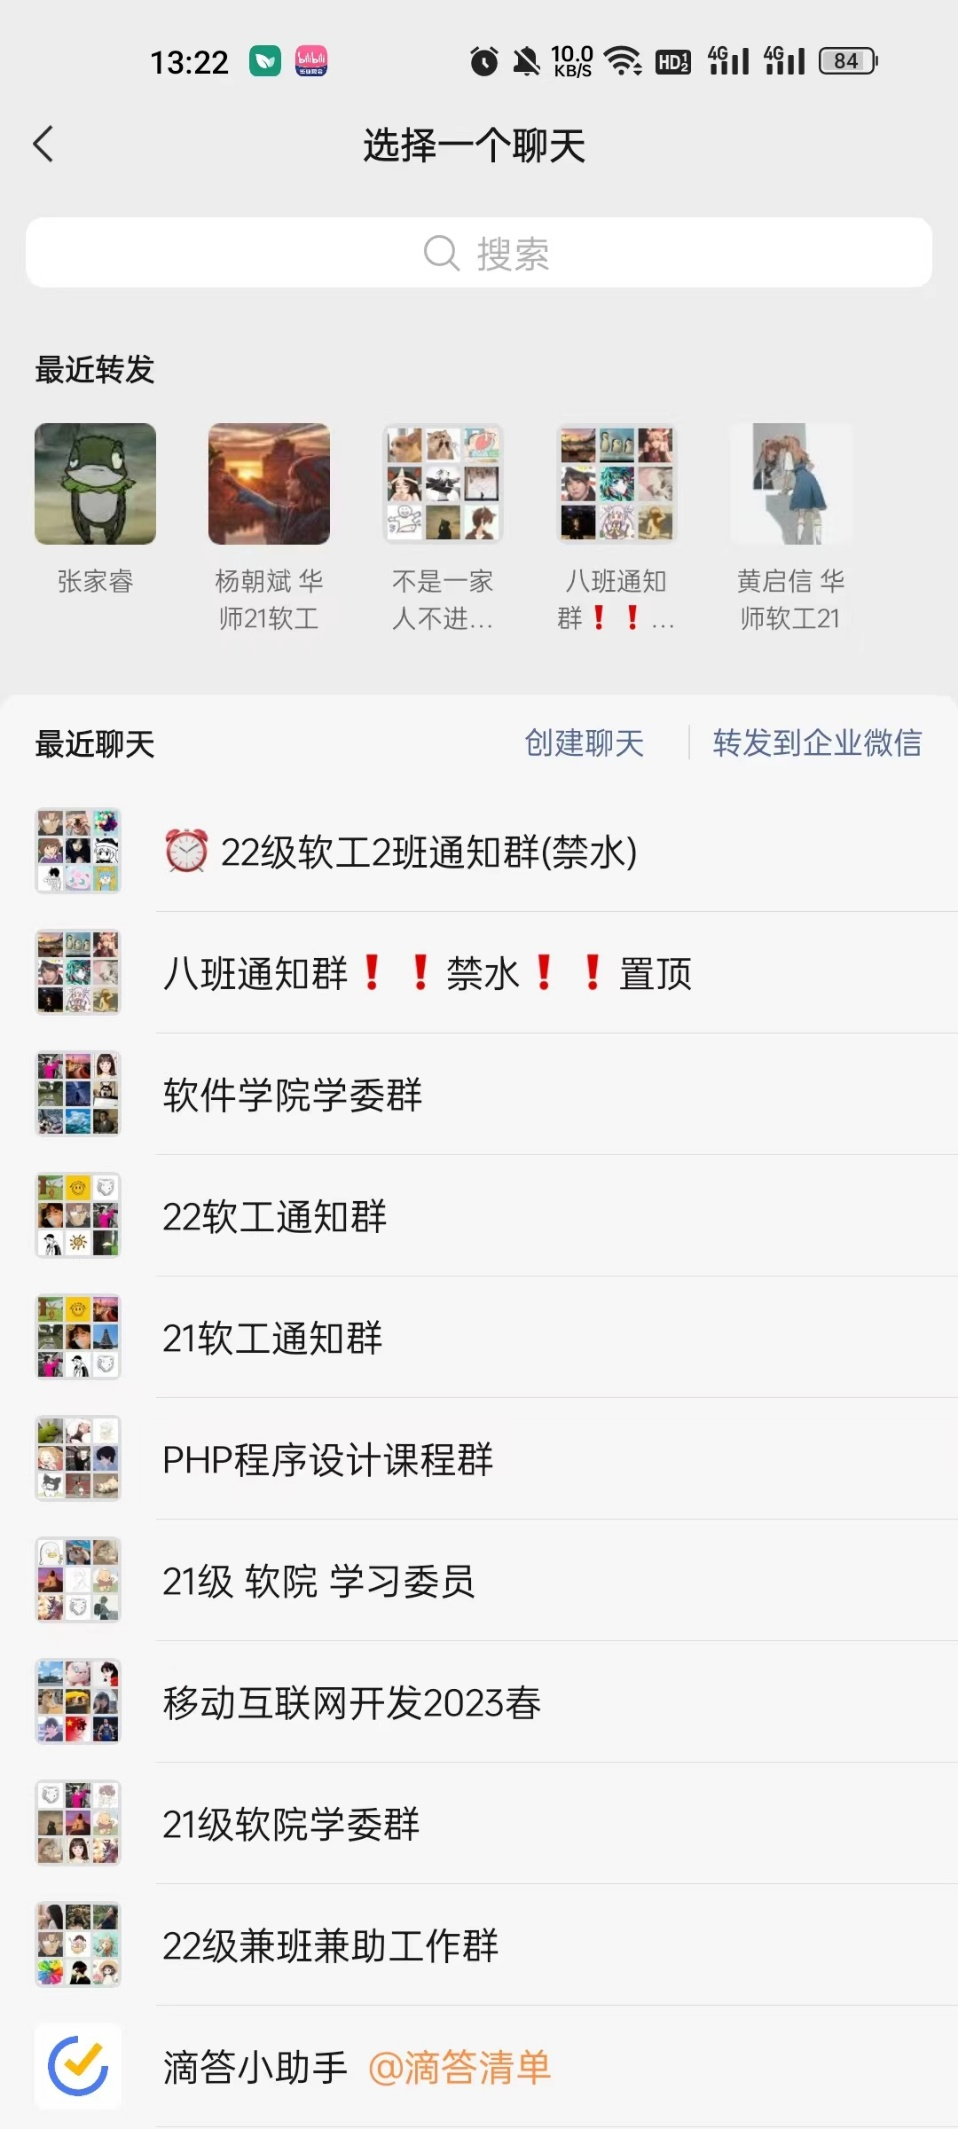 13:22
10.0
KB/S
HD
4G
4G
84
选择一个聊天
搜索
最近转发
张家睿
杨朝斌 华
师21软工
不是一家
人不进...
八班通知
群❗❗...
黄启信 华
师软工21
最近聊天
创建聊天
转发到企业微信
⏰ 22级软工2班通知群(禁水)
八班通知群❗❗禁水❗❗置顶
软件学院学委群
22软工通知群
21软工通知群
PHP程序设计课程群
21级 软院 学习委员
移动互联网开发2023春
21级软院学委群
22级兼班兼助工作群
滴答小助手 @滴答清单